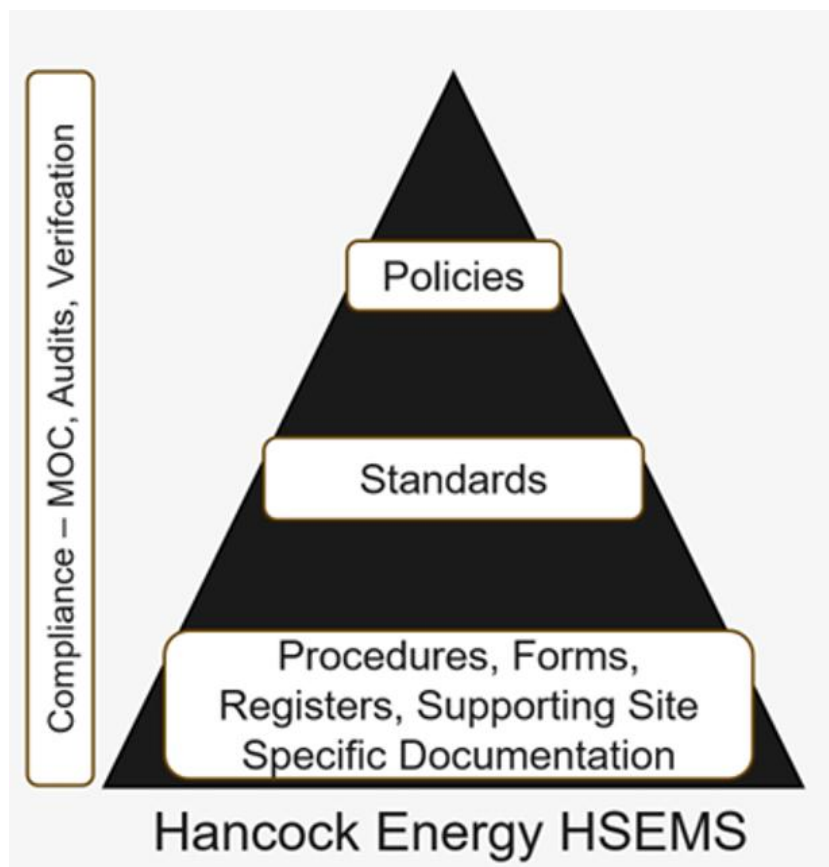 Compliance – MOC, Audits, Verifcation
Policies
Standards
Procedures, Forms,
Registers, Supporting Site
Specific Documentation
Hancock Energy HSEMS